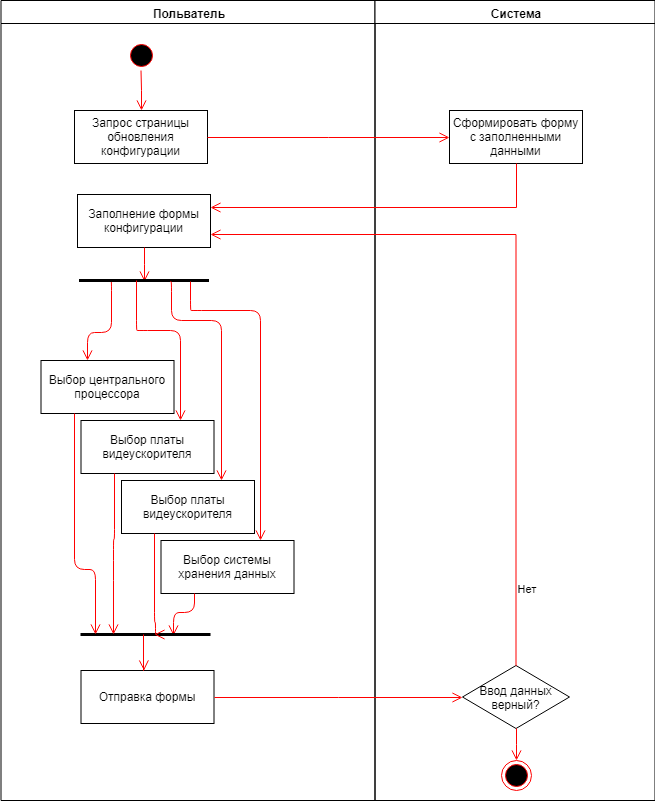 Польватель
Система
Запрос страницы
обновления
конфигурации
Сформировать форму
с заполненными
данными
Заполнение формы
конфигурации
Выбор центрального
процессора
Выбор платы
видеускорителя
Выбор платы
видеускорителя
Выбор системы
хранения данных
Нет
Отправка формы
Ввод данных
верный?